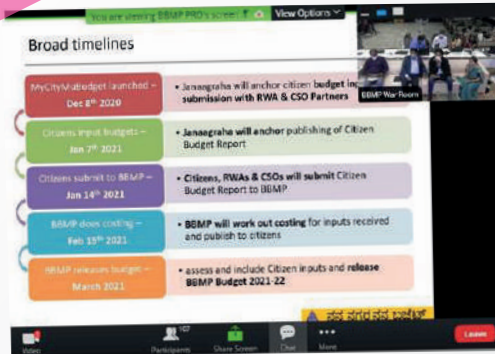 You are viewing BBMP PRO's screen
View Options
Broad timelines
BBMP War Room
MyCityMyBudget launched –
Dec 8th 2020
• Janaagraha will anchor citizen budget in
submission with RWA & CSO Partners
Citizens input budgets –
Jan 7th 2021
• Janaagraha will anchor publishing of Citizen
Budget Report
Citizens submit to BBMP –
Jan 14th 2021
• Citizens, RWAs & CSOs will submit Citizen
Budget Report to BBMP
BBMP does costing –
Feb 15th 2021
• BBMP will work out costing for inputs received
and publish to citizens
BBMP releases budget –
March 2021
• assess and include Citizen inputs and release
BBMP Budget 2021-22
Video
107
Participants
Share Screen
Chat
More
Leave